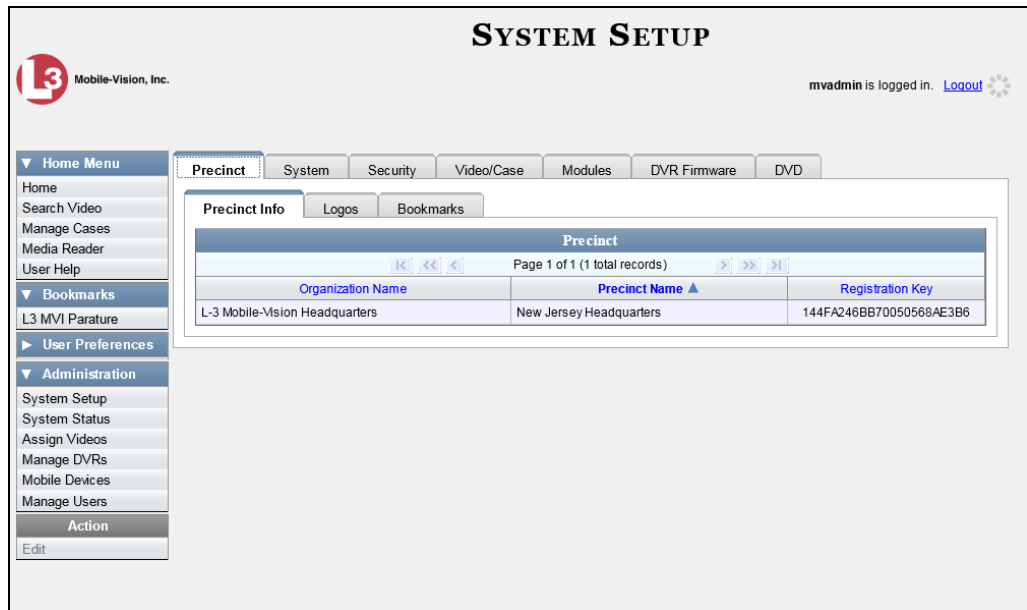 SYSTEM SETUP
L3 Mobile-Vision, Inc.
mvadmin is logged in. Logout
▼ Home Menu
Home
Search Video
Manage Cases
Media Reader
User Help
▼ Bookmarks
L3 MVI Parature
▶ User Preferences
▼ Administration
System Setup
System Status
Assign Videos
Manage DVRs
Mobile Devices
Manage Users
Action
Edit
Precinct System Security Video/Case Modules DVR Firmware DVD
Precinct Info Logos Bookmarks
Precinct
|< << < Page 1 of 1 (1 total records) > >> >|
Organization Name Precinct Name ▲ Registration Key
L-3 Mobile-Vision Headquarters New Jersey Headquarters 144FA246BB70050568AE3B6